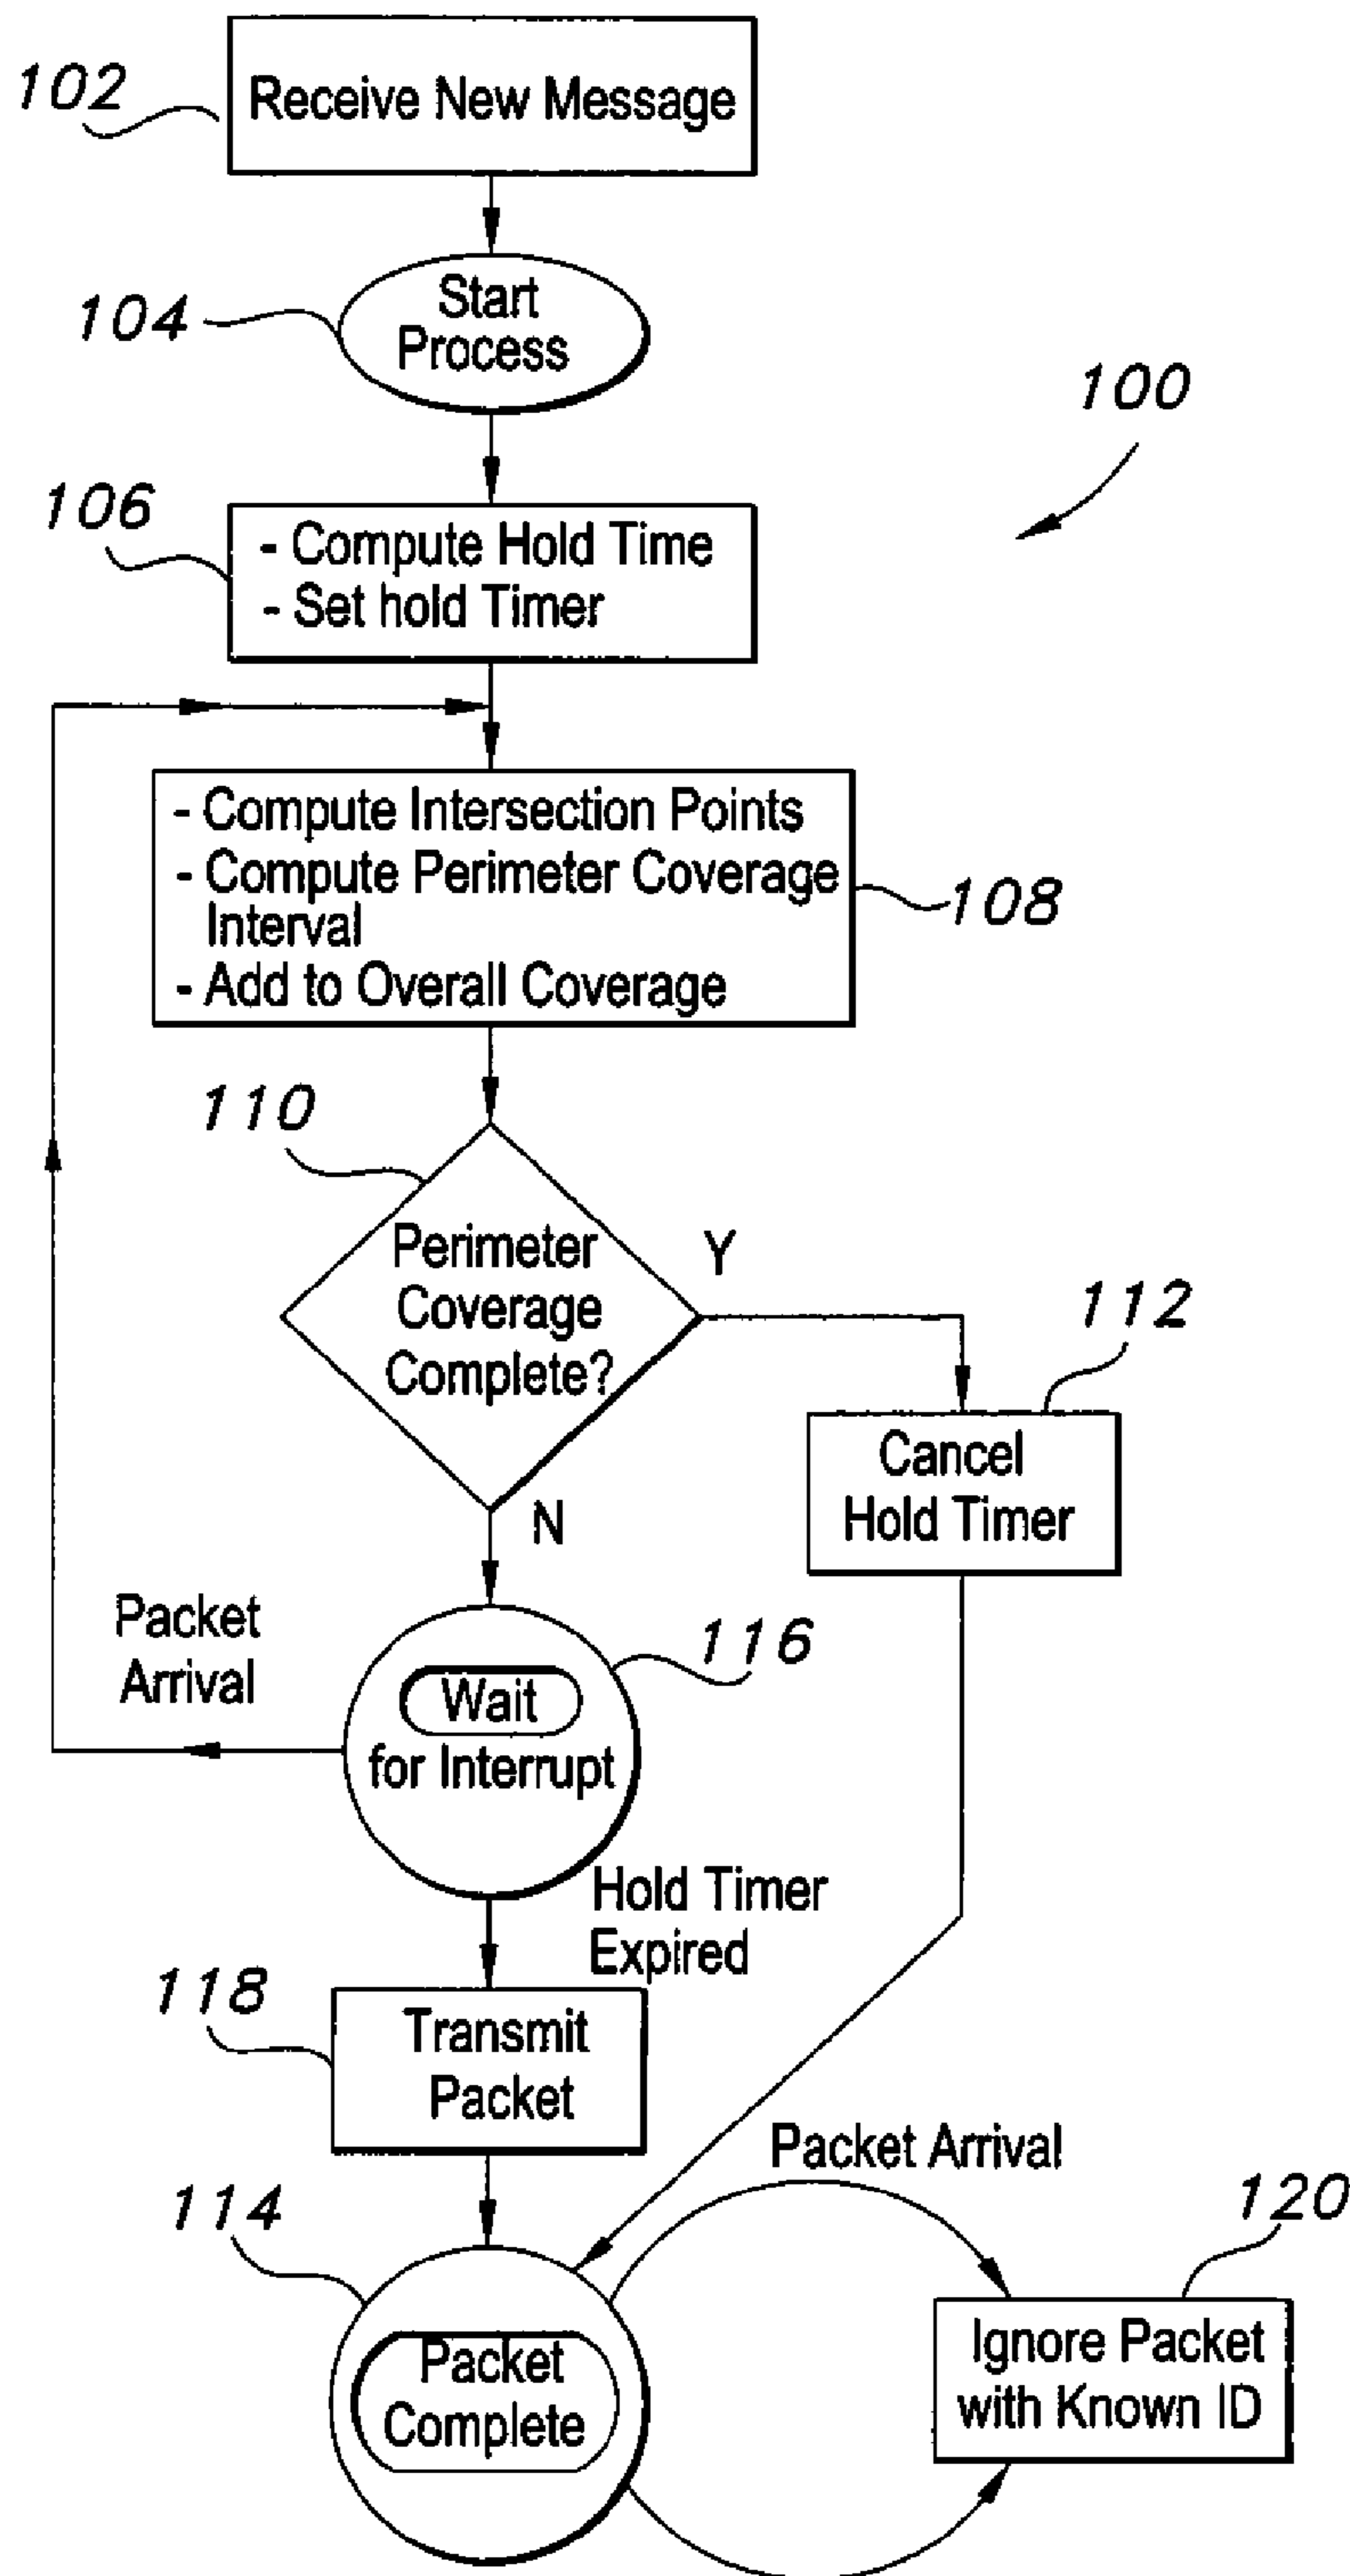 102
Receive New Message
104
Start
Process
100
106
- Compute Hold Time
- Set hold Timer
- Compute Intersection Points
- Compute Perimeter Coverage
Interval
- Add to Overall Coverage
108
110
Perimeter
Coverage
Complete?
Y
112
Cancel
Hold Timer
N
Packet
Arrival
116
Wait
for Interrupt
Hold Timer
Expired
118
Transmit
Packet
Packet Arrival
114
120
Packet
Complete
Ignore Packet
with Known ID